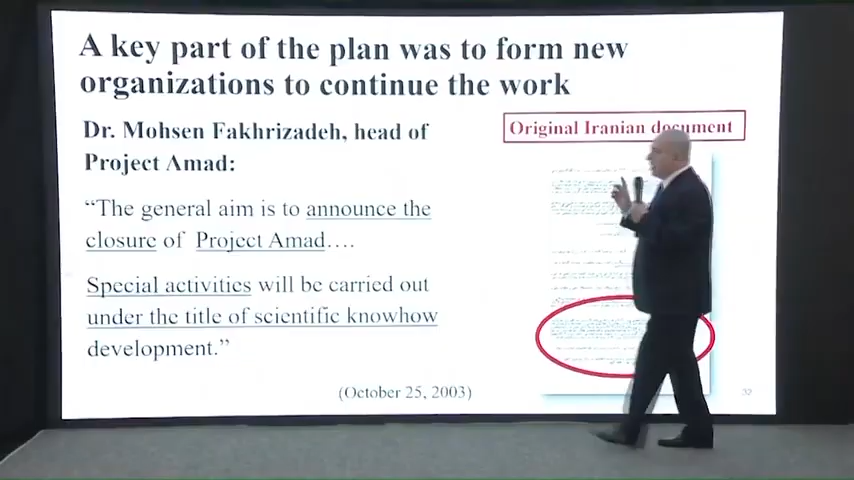 A key part of the plan was to form new
organizations to continue the work
Dr. Mohsen Fakhrizadeh, head of
Project Amad:
Original Iranian document
“The general aim is to announce the
closure of Project Amad….
Special activities will be carried out
under the title of scientific knowhow
development.”
(October 25, 2003)